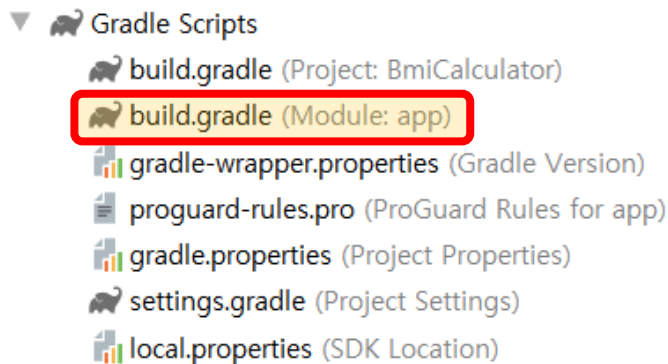 Gradle Scripts
build.gradle (Project: BmiCalculator)
build.gradle (Module: app)
gradle-wrapper.properties (Gradle Version)
proguard-rules.pro (ProGuard Rules for app)
gradle.properties (Project Properties)
settings.gradle (Project Settings)
local.properties (SDK Location)